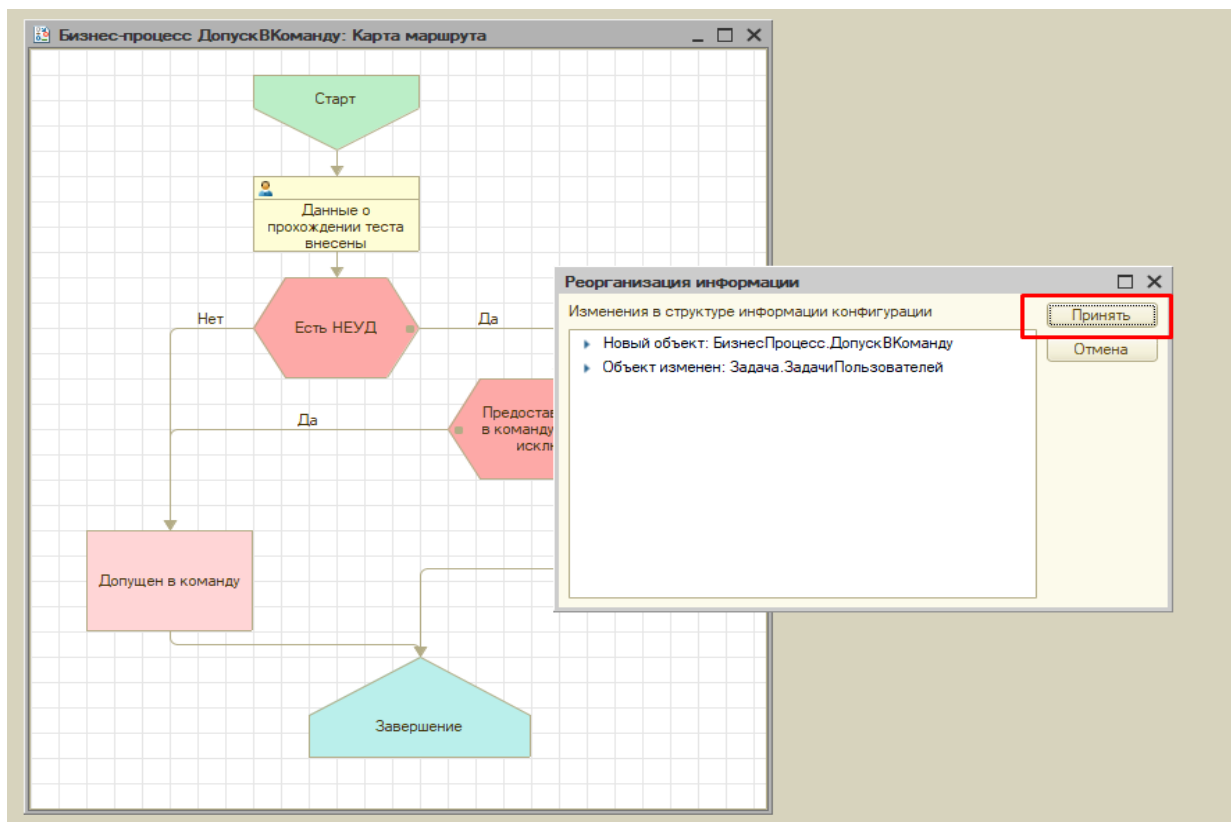 Бизнес-процесс ДопускВКоманду: Карта маршрута
Старт
Данные о
прохождении теста
внесены
Есть НЕУД
Нет
Да
Да
в команду
Допущен в команду
Завершение
Реорганизация информации
Изменения в структуре информации конфигурации
Новый объект: БизнесПроцесс.ДопускВКоманду
Объект изменен: Задача.ЗадачиПользователей
Принять
Отмена